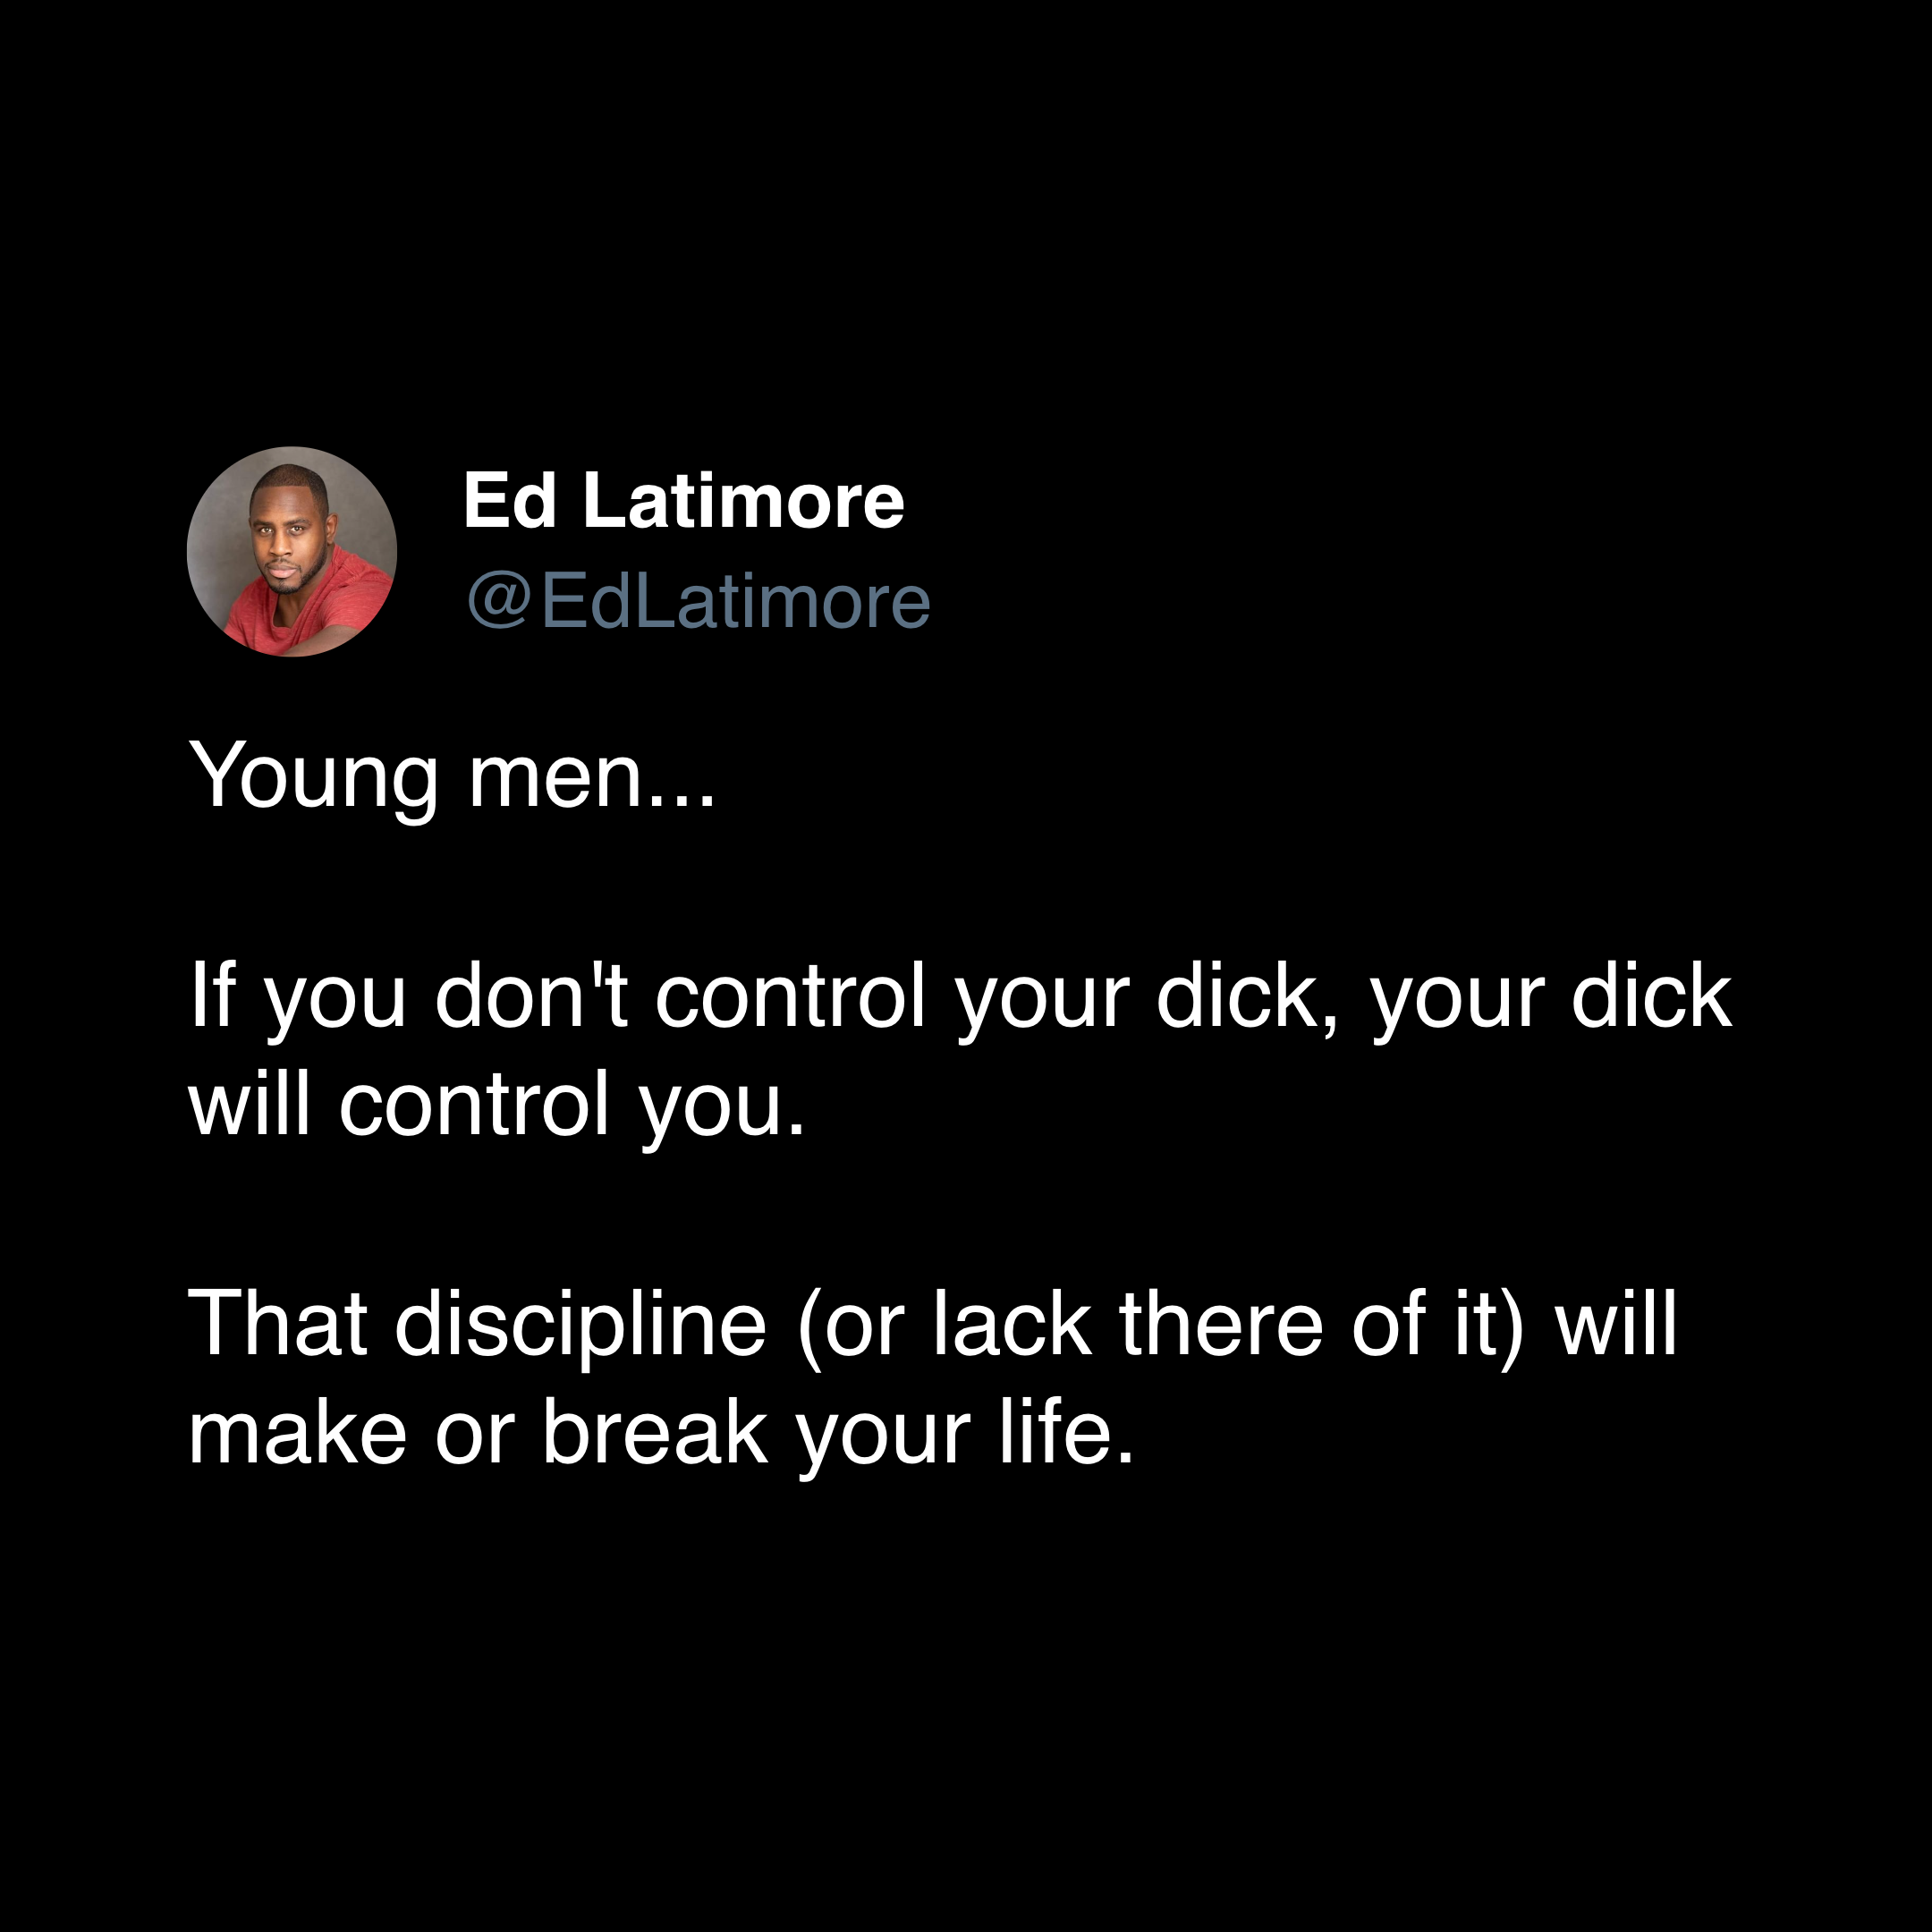 Ed Latimore
@EdLatimore
Young men...
If you don't control your dick, your dick
will control you.
That discipline (or lack there of it) will
make or break your life.